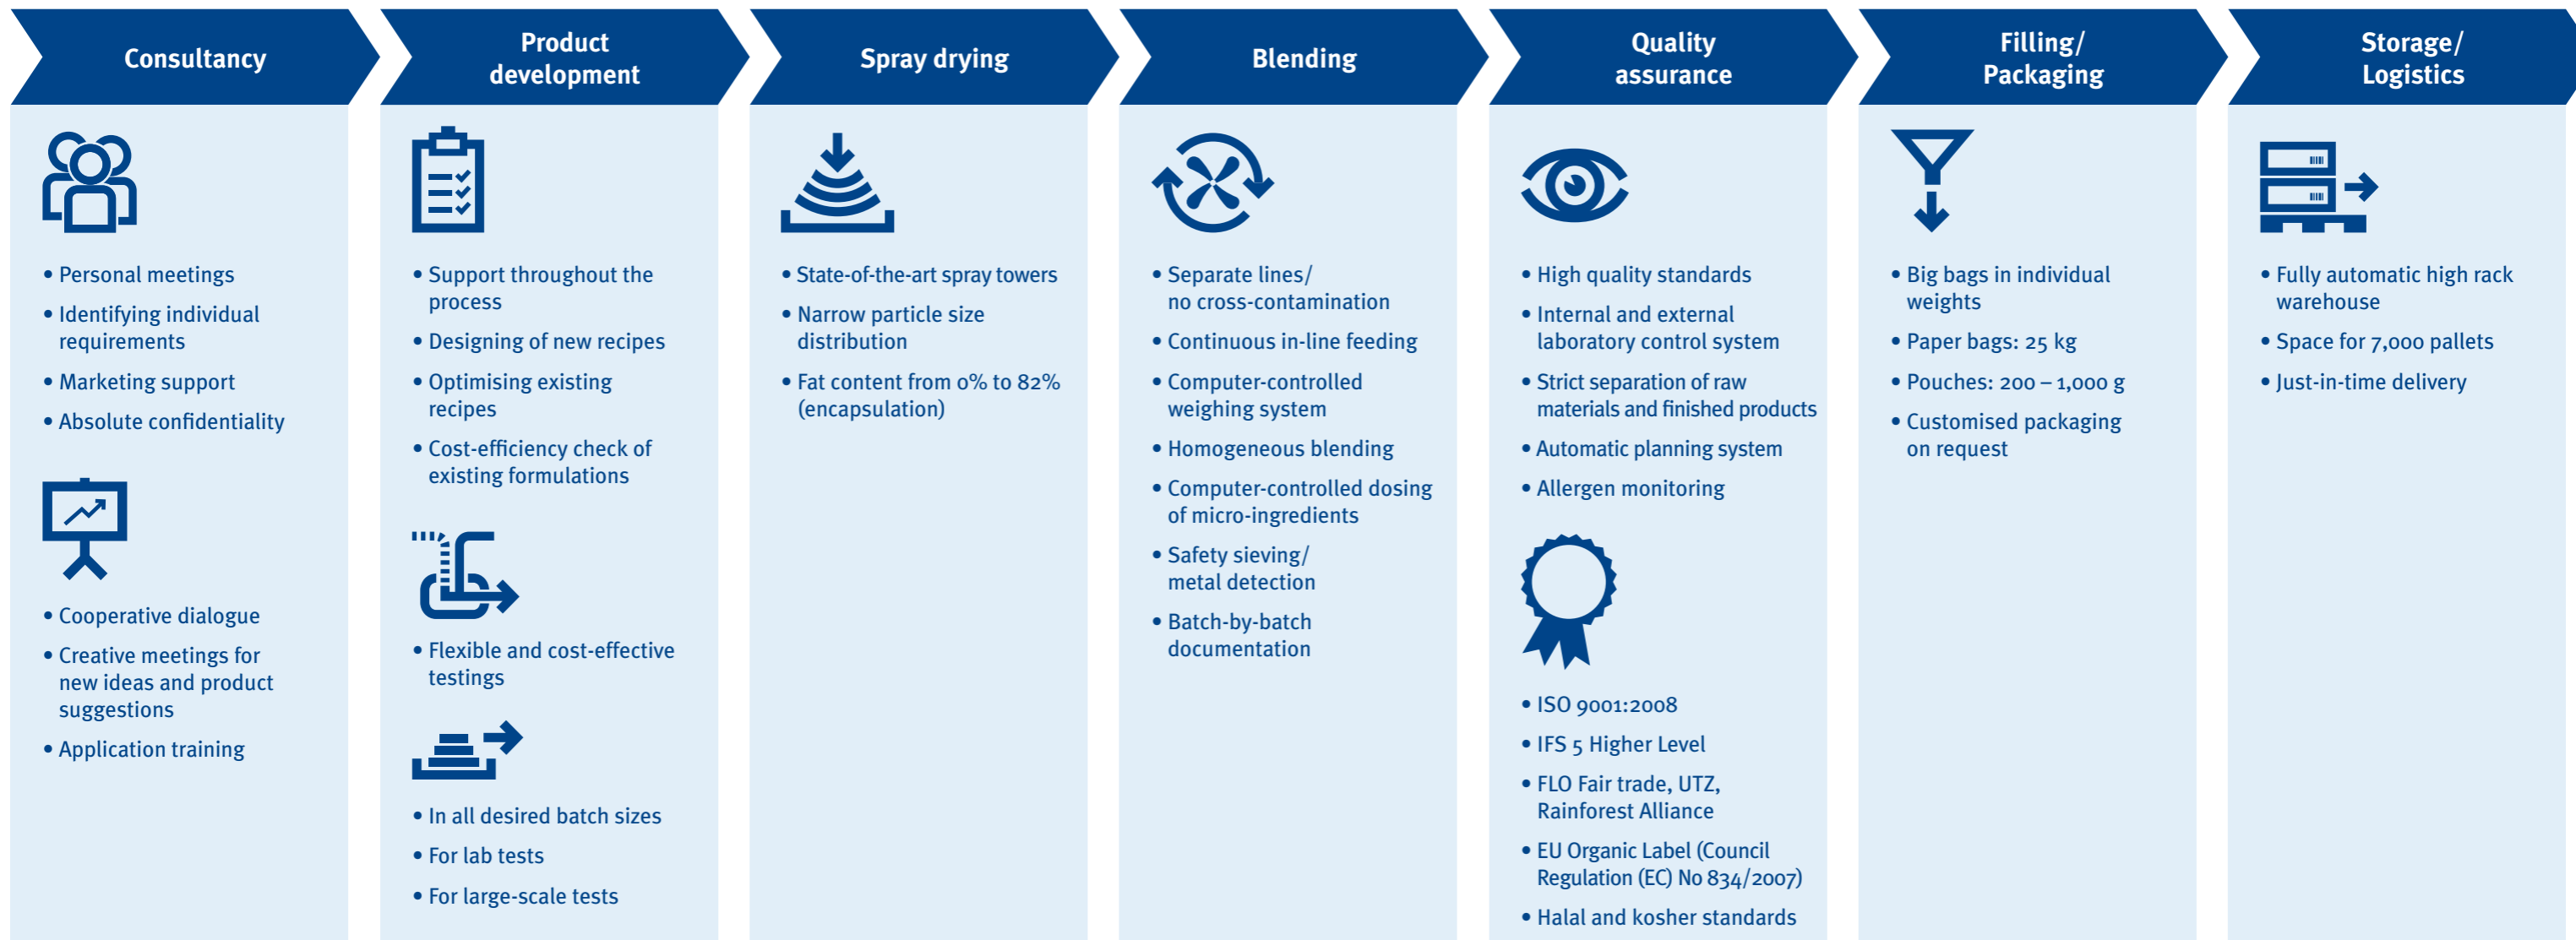 Consultancy
• Personal meetings
• Identifying individual
requirements
• Marketing support
• Absolute confidentiality
• Cooperative dialogue
• Creative meetings for
new ideas and product
suggestions
• Application training
Product
development
• Support throughout the
process
• Designing of new recipes
• Optimising existing
recipes
• Cost-efficiency check of
existing formulations
• Flexible and cost-effective
testings
• In all desired batch sizes
• For lab tests
• For large-scale tests
Spray drying
• State-of-the-art spray towers
• Narrow particle size
distribution
• Fat content from 0% to 82%
(encapsulation)
Blending
• Separate lines/
no cross-contamination
• Continuous in-line feeding
• Computer-controlled
weighing system
• Homogeneous blending
• Computer-controlled dosing
of micro-ingredients
• Safety sieving/
metal detection
• Batch-by-batch
documentation
Quality
assurance
• High quality standards
• Internal and external
laboratory control system
• Strict separation of raw
materials and finished products
• Automatic planning system
• Allergen monitoring
• ISO 9001:2008
• IFS 5 Higher Level
• FLO Fair trade, UTZ,
Rainforest Alliance
• EU Organic Label (Council
Regulation (EC) No 834/2007)
• Halal and kosher standards
Filling/
Packaging
• Big bags in individual
weights
• Paper bags: 25 kg
• Pouches: 200 – 1,000 g
• Customised packaging
on request
Storage/
Logistics
• Fully automatic high rack
warehouse
• Space for 7,000 pallets
• Just-in-time delivery